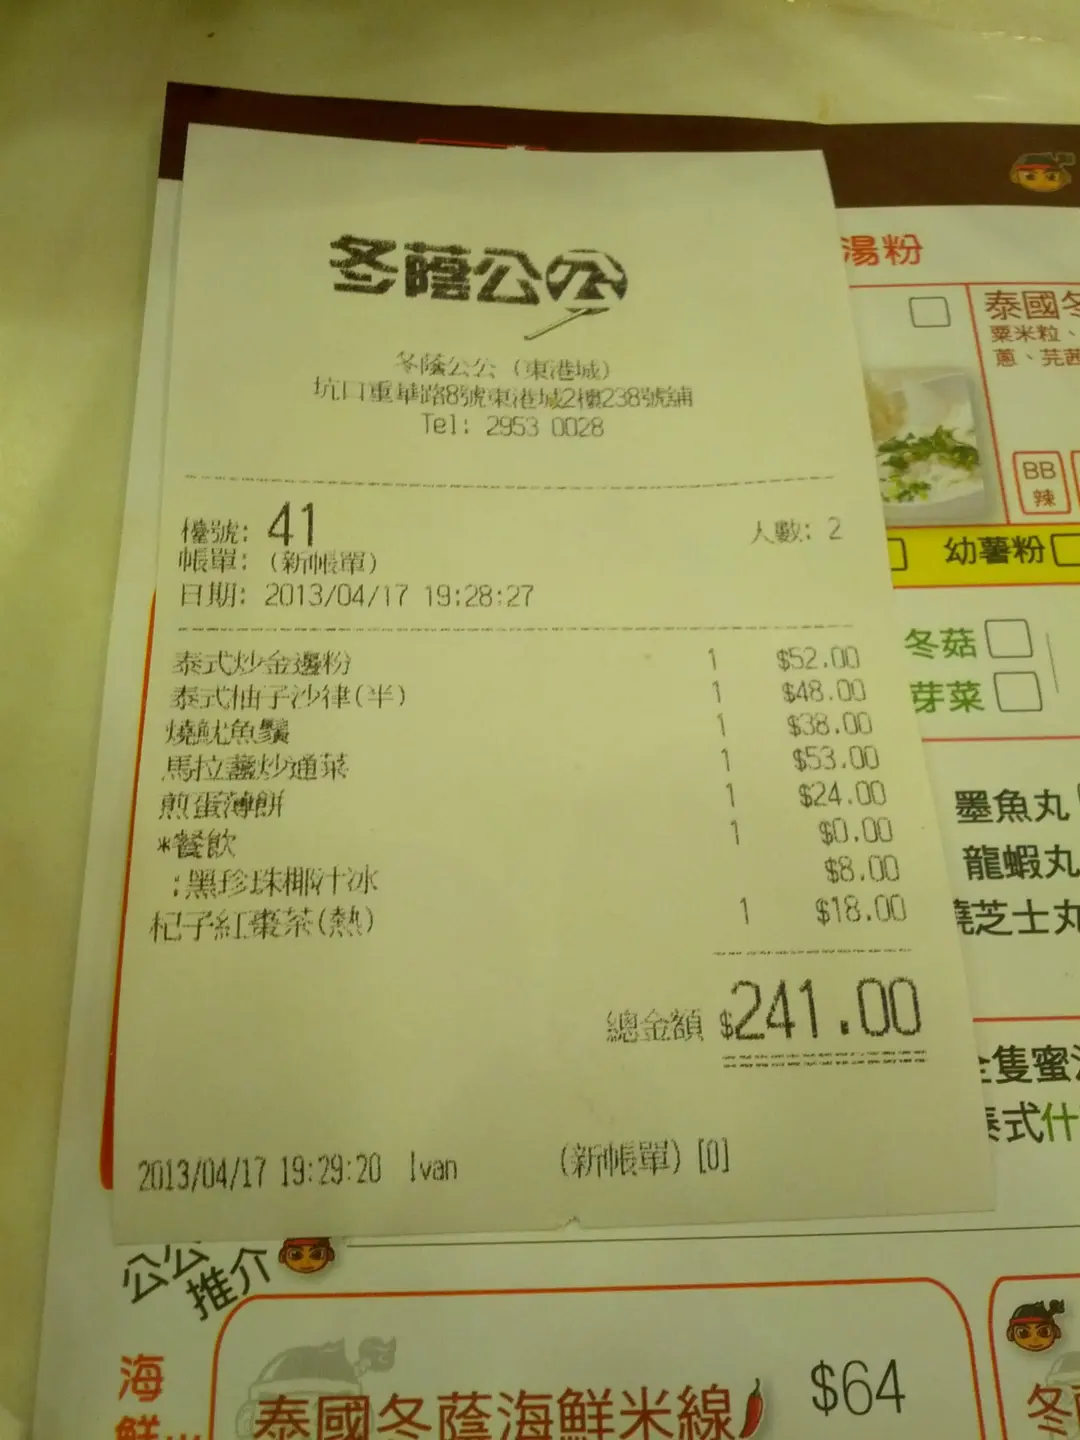 冬蔭公公
冬蔭公公 (東港城)
坑口重華路8號東港城2樓238號舖
Tel: 2953 0028
檯號: 41 人數: 2
帳單: (新帳單)
日期: 2013/04/17 19:28:27
泰式炒金邊粉 1 $52.00
泰式柚子沙律(半) 1 $48.00
燒魷魚鬚 1 $38.00
馬拉盞炒通菜 1 $53.00
煎蛋薄餅 1 $24.00
*餐飲 1 $0.00
:黑珍珠椰汁冰 $8.00
杞子紅棗茶(熱) 1 $18.00
總金額 $241.00
2013/04/17 19:29:20 Ivan (新帳單) [0]
湯粉
泰國冬
粟米粒、
蔥、芫茜
BB
辣
幼薯粉
冬菇
芽菜
墨魚丸
龍蝦丸
燒芝士丸
全隻蜜
泰式什
公公
推介
海鮮
泰國冬蔭海鮮米線 $64
冬